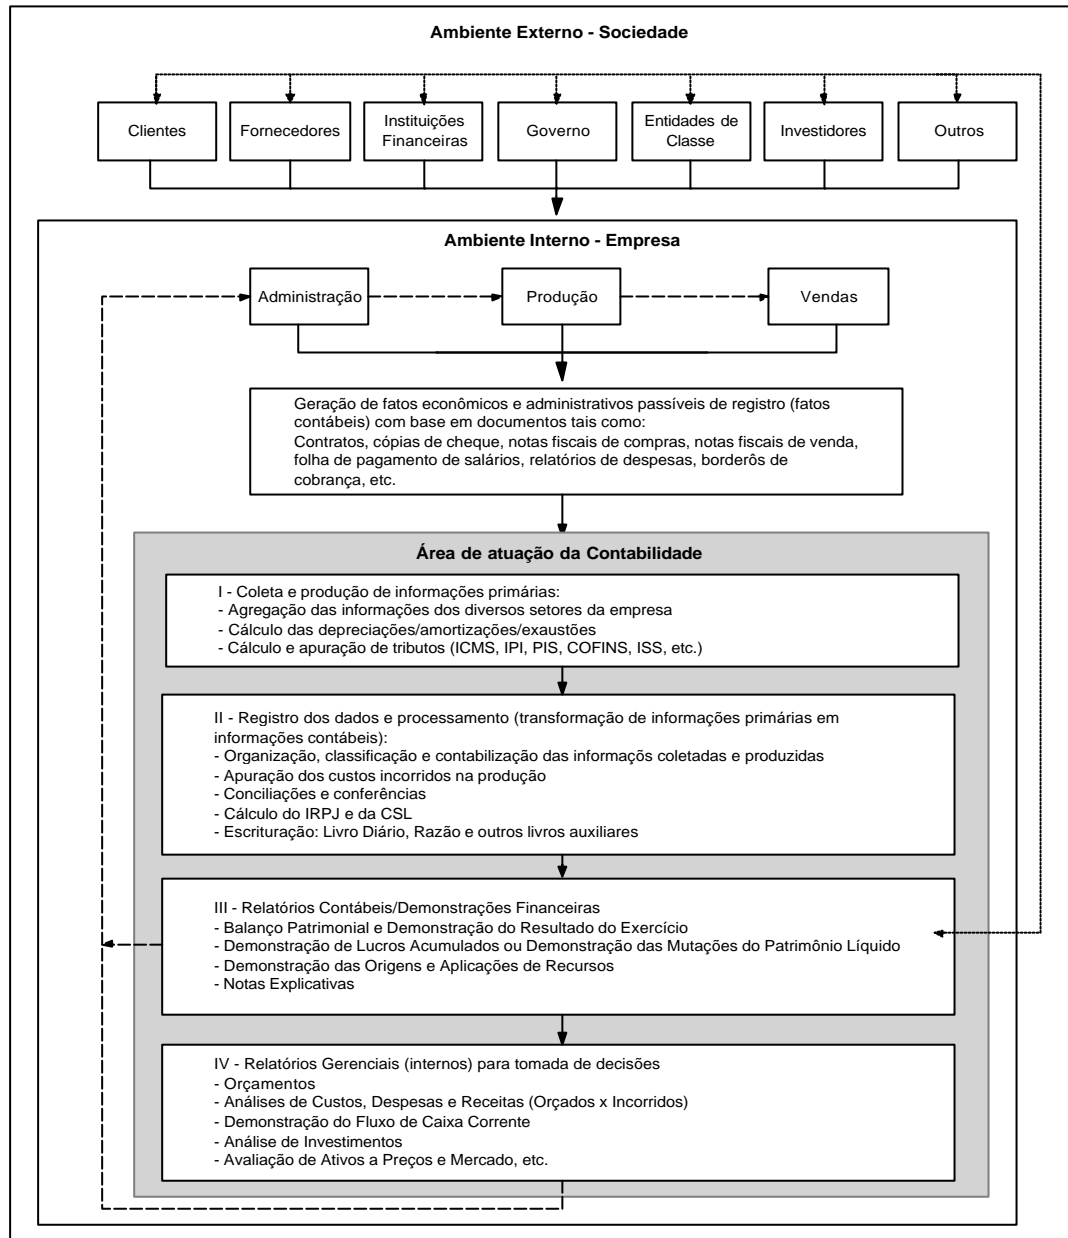 Ambiente Externo - Sociedade
Clientes
Fornecedores
Instituições
Financeiras
Governo
Entidades de
Classe
Investidores
Outros
Ambiente Interno - Empresa
Administração
Produção
Vendas
Geração de fatos econômicos e administrativos passíveis de registro (fatos
contábeis) com base em documentos tais como:
Contratos, cópias de cheque, notas fiscais de compras, notas fiscais de venda,
folha de pagamento de salários, relatórios de despesas, borderôs de
cobrança, etc.
Área de atuação da Contabilidade
I - Coleta e produção de informações primárias:
- Agregação das informações dos diversos setores da empresa
- Cálculo das depreciações/amortizações/exaustões
- Cálculo e apuração de tributos (ICMS, IPI, PIS, COFINS, ISS, etc.)
II - Registro dos dados e processamento (transformação de informações primárias em
informações contábeis):
- Organização, classificação e contabilização das informaçõs coletadas e produzidas
- Apuração dos custos incorridos na produção
- Conciliações e conferências
- Cálculo do IRPJ e da CSL
- Escrituração: Livro Diário, Razão e outros livros auxiliares
III - Relatórios Contábeis/Demonstrações Financeiras
- Balanço Patrimonial e Demonstração do Resultado do Exercício
- Demonstração de Lucros Acumulados ou Demonstração das Mutações do Patrimônio Líquido
- Demonstração das Origens e Aplicações de Recursos
- Notas Explicativas
IV - Relatórios Gerenciais (internos) para tomada de decisões
- Orçamentos
- Análises de Custos, Despesas e Receitas (Orçados x Incorridos)
- Demonstração do Fluxo de Caixa Corrente
- Análise de Investimentos
- Avaliação de Ativos a Preços e Mercado, etc.